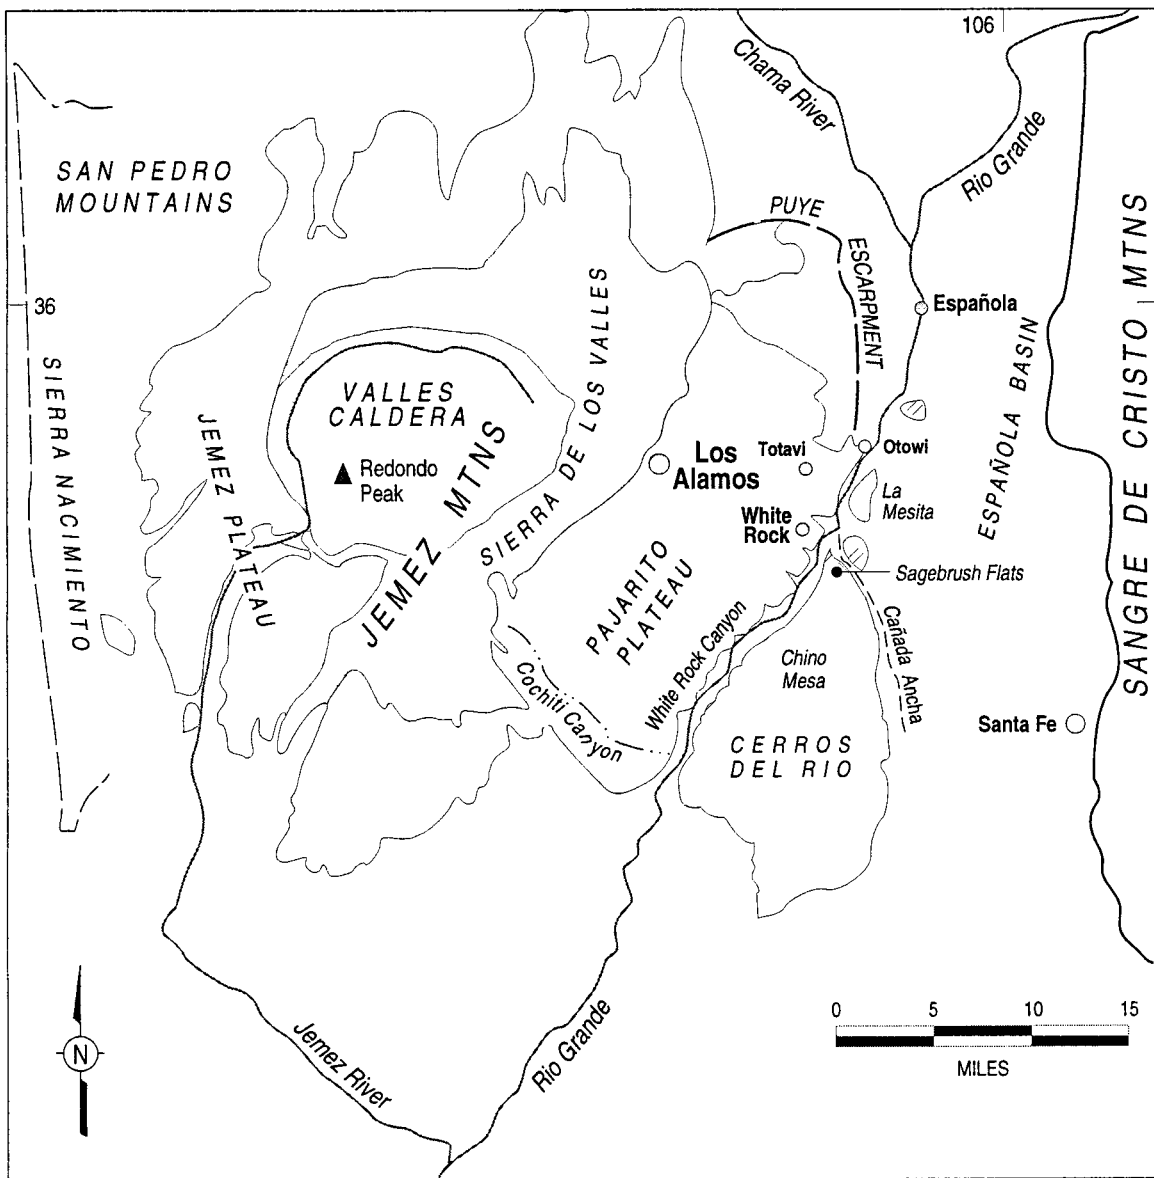 106
Chama River
Rio Grande
SAN PEDRO
MOUNTAINS
PUYE
ESCARPMENT
SANGRE DE CRISTO MTNS
36
Española
SIERRA NACIMIENTO
JEMEZ PLATEAU
VALLES
CALDERA
Redondo
Peak
JEMEZ MTNS
SIERRA DE LOS VALLES
Los
Alamos
Totavi
Otowi
ESPAÑOLA BASIN
La
Mesita
White
Rock
Sagebrush Flats
PAJARITO
PLATEAU
White Rock Canyon
Cañada Ancha
Chino
Mesa
Cochiti Canyon
Santa Fe
CERROS
DEL RIO
N
Jemez River
Rio Grande
0 5 10 15
MILES